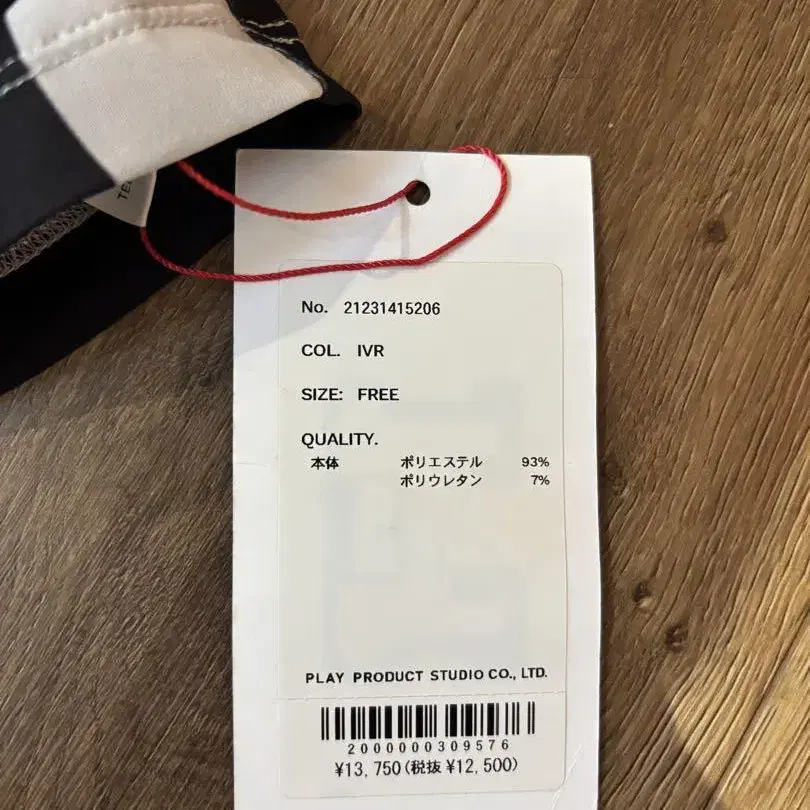 No. 21231415206
COL. IVR
SIZE: FREE
QUALITY.
本体 ポリエステル 93%
ポリウレタン 7%
PLAY PRODUCT STUDIO CO., LTD.
2000000309576
¥13,750(税抜 ¥12,500)